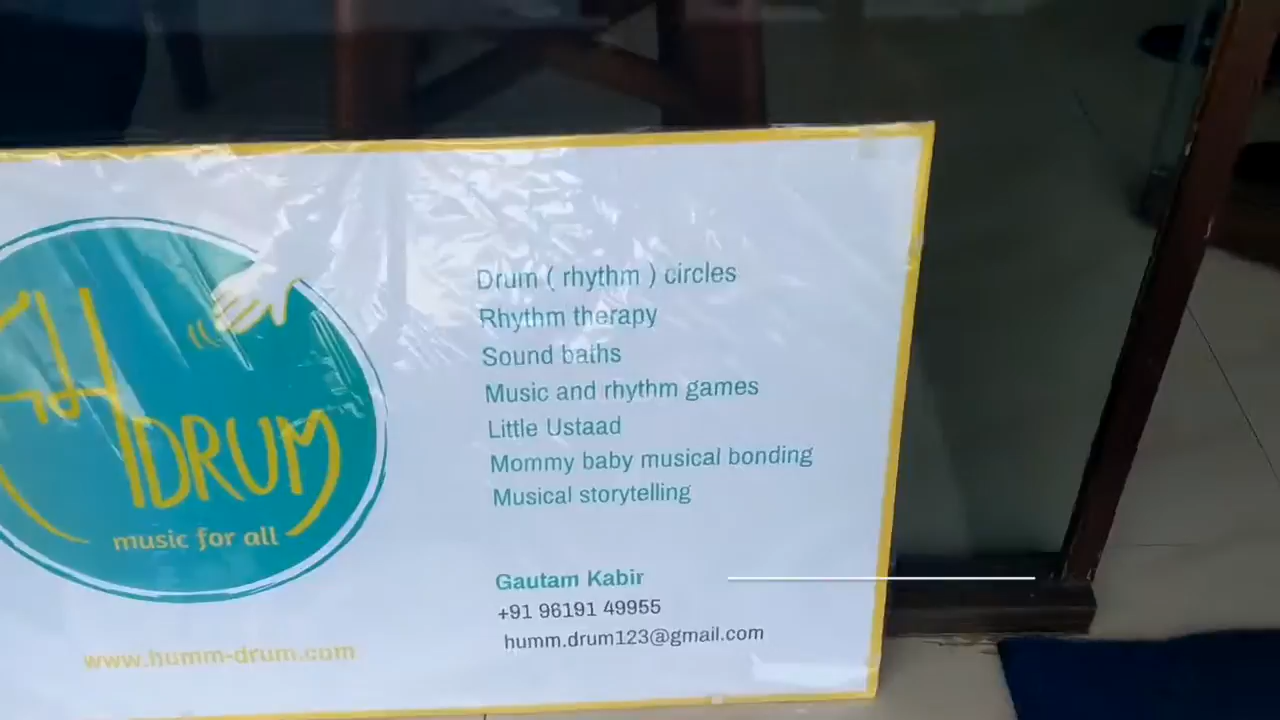 DRUM
music for all
www.humm-drum.com
Drum ( rhythm ) circles
Rhythm therapy
Sound baths
Music and rhythm games
Little Ustaad
Mommy baby musical bonding
Musical storytelling
Gautam Kabir
+91 96191 49955
humm.drum123@gmail.com